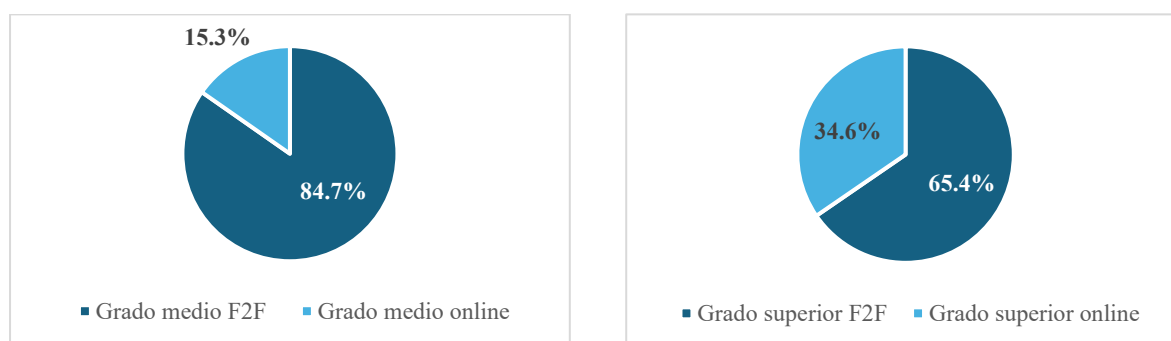 15.3%
84.7%
Grado medio F2F Grado medio online
34.6%
65.4%
Grado superior F2F Grado superior online